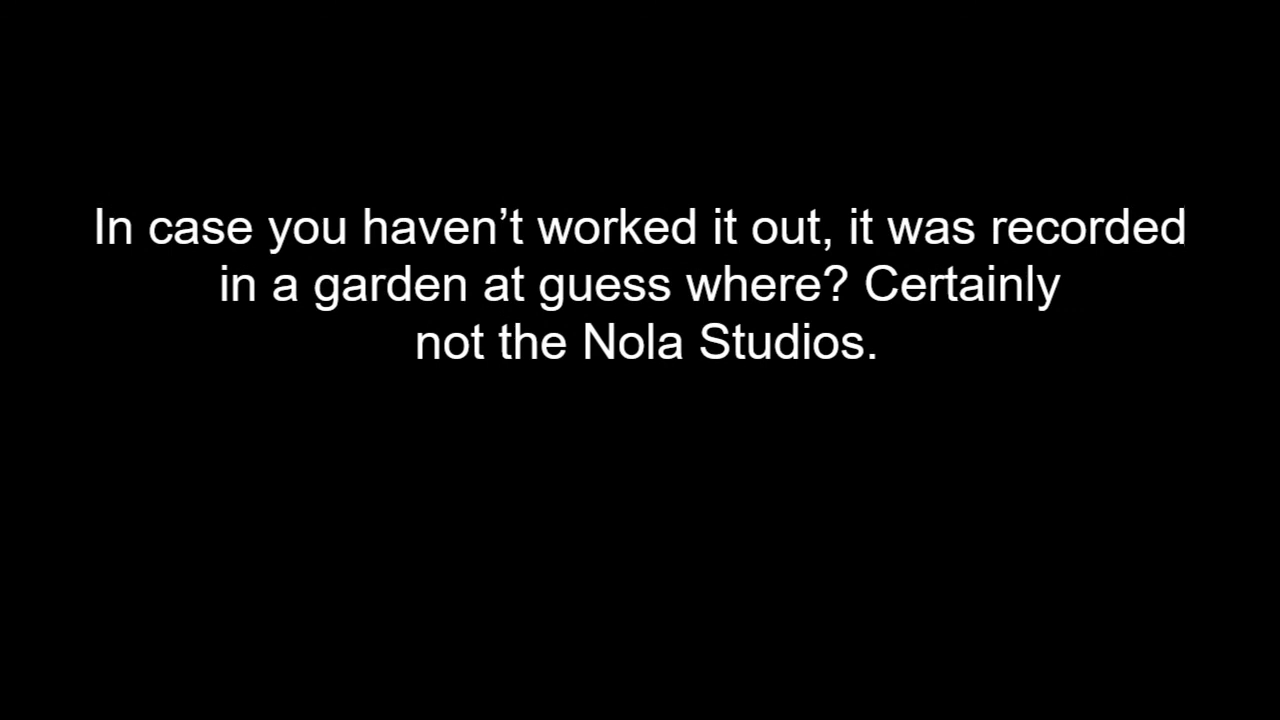 In case you haven’t worked it out, it was recorded
in a garden at guess where? Certainly
not the Nola Studios.